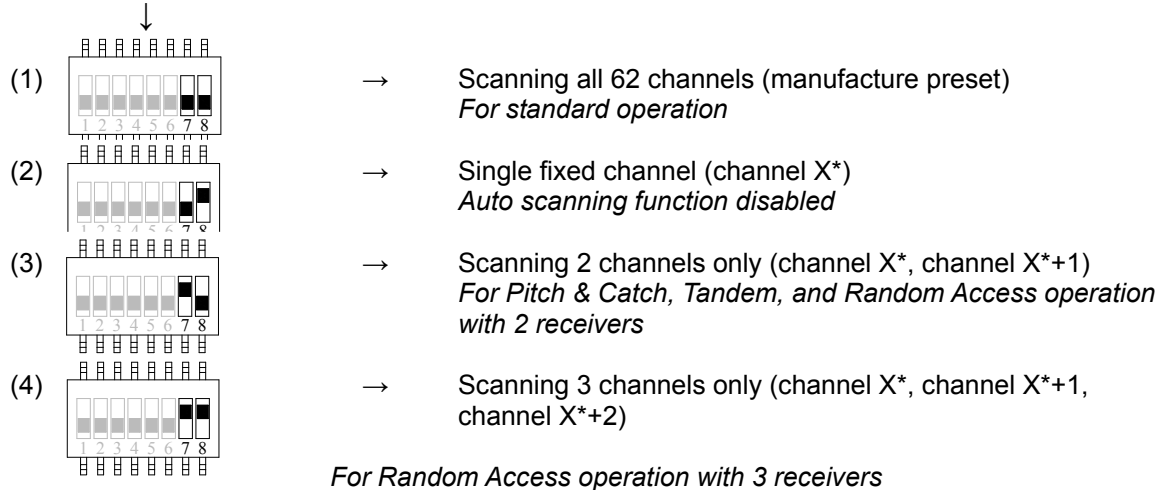 ↓
(1) → Scanning all 62 channels (manufacture preset)
For standard operation
1 2 3 4 5 6 7 8
(2) → Single fixed channel (channel X*)
Auto scanning function disabled
1 2 3 4 5 6 7 8
(3) → Scanning 2 channels only (channel X*, channel X*+1)
For Pitch & Catch, Tandem, and Random Access operation
with 2 receivers
1 2 3 4 5 6 7 8
(4) → Scanning 3 channels only (channel X*, channel X*+1,
channel X*+2)
1 2 3 4 5 6 7 8
For Random Access operation with 3 receivers